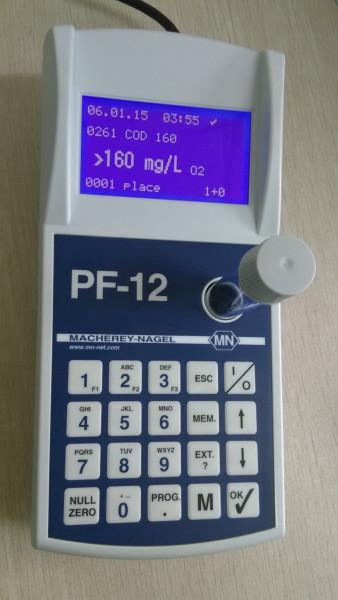 06.01.15 03:55 ✓
0261 COD 160
>160 mg/L O2
0001 place 1+0
PF-12
MACHEREY-NAGEL MN
www.mn-net.com
1 F1 ABC 2 F2 DEF 3 F3 ESC I/O
GHI 4 JKL 5 MNO 6 MEM. ↑
PQRS 7 TUV 8 WXYZ 9 EXT. ? ↓
NULL ZERO 0 PROG. . M OK ✓